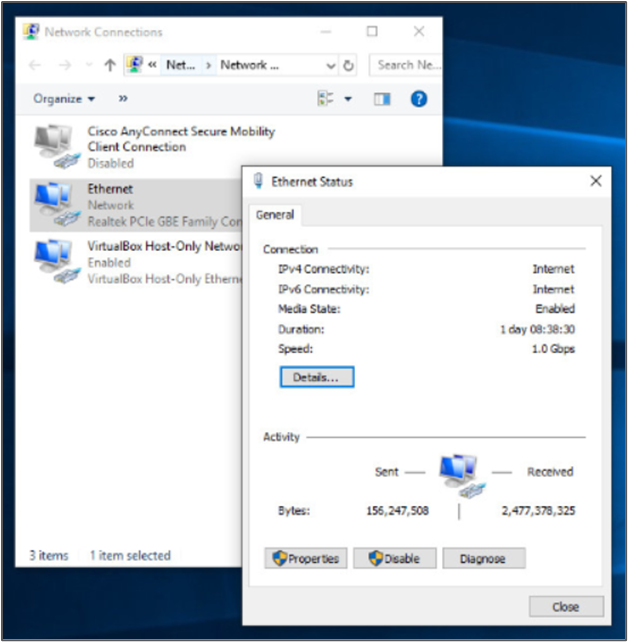 Network Connections
« Net... › Network ...
Search Ne...
Organize
»
?
Cisco AnyConnect Secure Mobility
Client Connection
Disabled
Ethernet
Network
Realtek PCIe GBE Family Con
VirtualBox Host-Only Networ
Enabled
VirtualBox Host-Only Etherne
3 items 1 item selected
Ethernet Status
General
Connection
IPv4 Connectivity: Internet
IPv6 Connectivity: Internet
Media State: Enabled
Duration: 1 day 08:38:30
Speed: 1.0 Gbps
Details...
Activity
Sent Received
Bytes: 156,247,508 2,477,378,325
Properties Disable Diagnose
Close